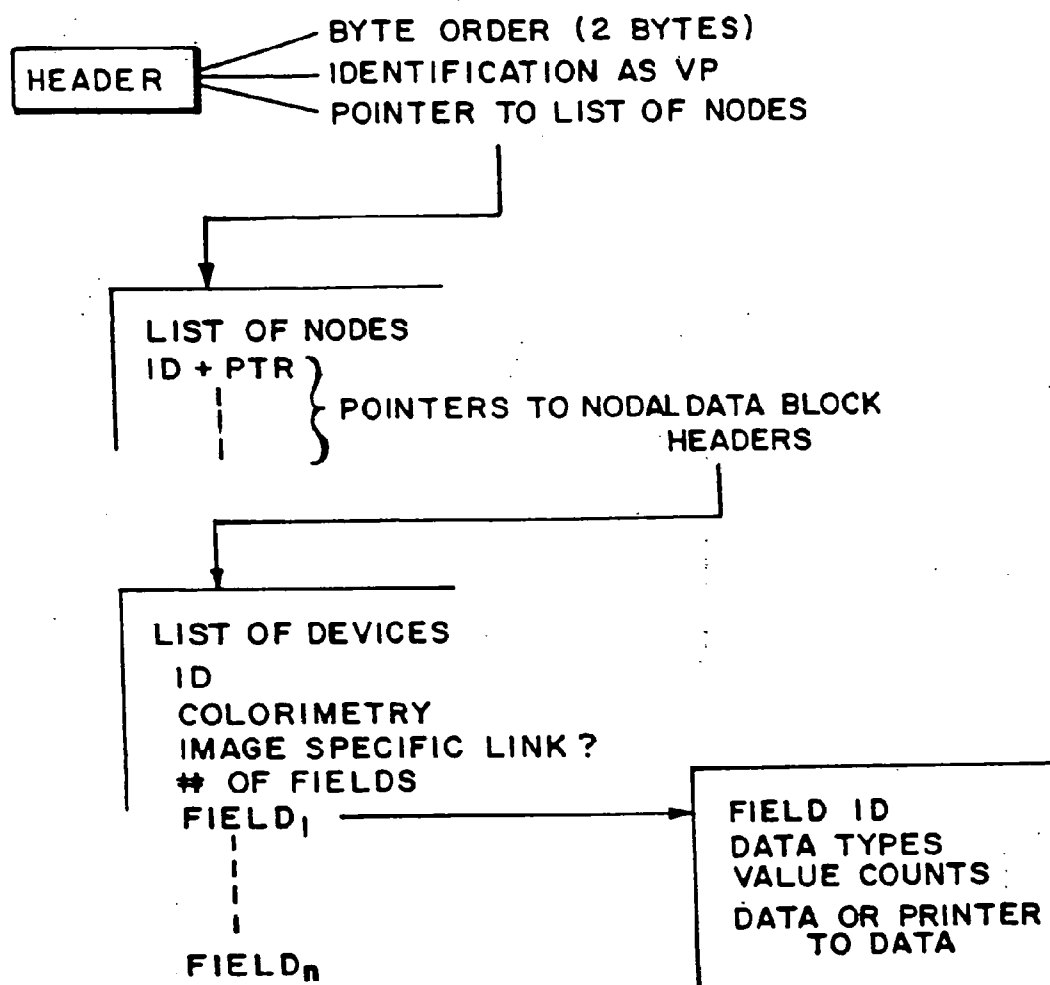 HEADER
BYTE ORDER (2 BYTES)
IDENTIFICATION AS VP
POINTER TO LIST OF NODES
LIST OF NODES
ID + PTR
POINTERS TO NODAL DATA BLOCK
HEADERS
LIST OF DEVICES
ID
COLORIMETRY
IMAGE SPECIFIC LINK ?
# OF FIELDS
FIELD₁
FIELDₙ
FIELD ID
DATA TYPES
VALUE COUNTS
DATA OR PRINTER
TO DATA